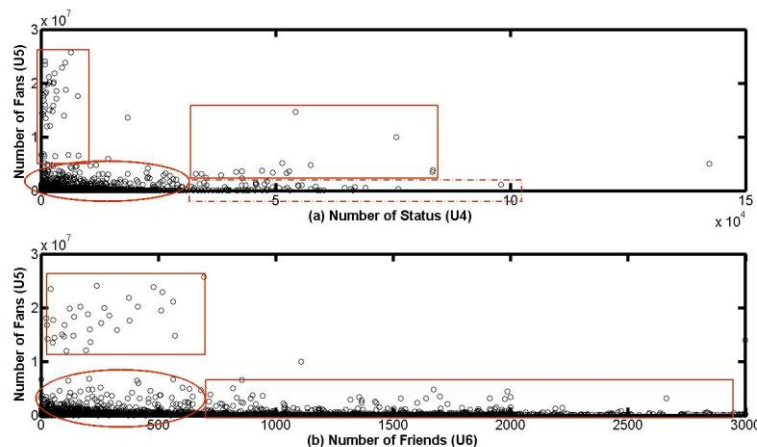 x 10^7
3
2
1
0
Number of Fans (U5)
0 5 10 15
(a) Number of Status (U4)
x 10^4
x 10^7
3
2
1
0
Number of Fans (U5)
0 500 1000 1500 2000 2500 3000
(b) Number of Friends (U6)